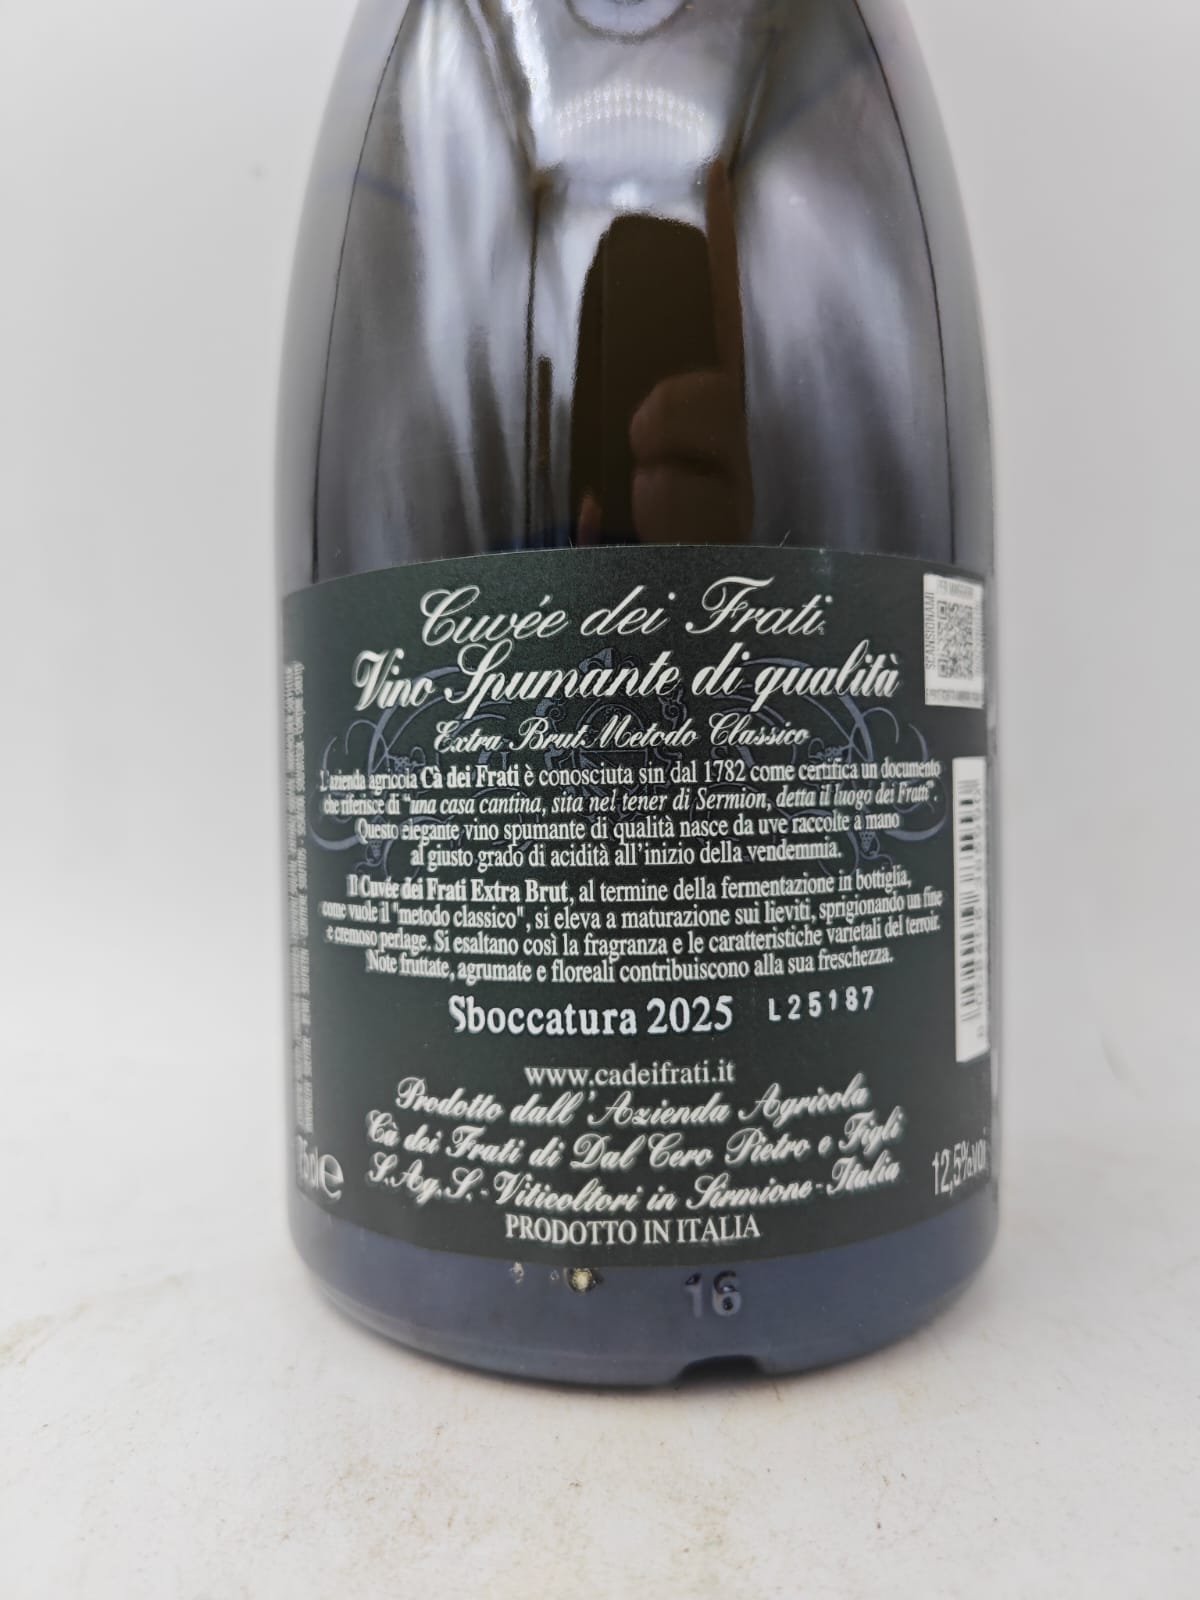 Cuvée dei Frati
Vino Spumante di qualità
Extra Brut Metodo Classico
L'azienda agricola Cà dei Frati è conosciuta sin dal 1782 come certifica un documento
che riferisce di "una casa cantina, sita nel tener di Sermion, detta il luogo dei Fratti".
Questo elegante vino spumante di qualità nasce da uve raccolte a mano
al giusto grado di acidità all'inizio della vendemmia.
Il Cuvée dei Frati Extra Brut, al termine della fermentazione in bottiglia,
come vuole il "metodo classico", si eleva a maturazione sui lieviti, sprigionando un fine
e cremoso perlage. Si esaltano così la fragranza e le caratteristiche varietali del terroir.
Note fruttate, agrumate e floreali contribuiscono alla sua freschezza.
Sboccatura 2025 L25187
www.cadeifrati.it
Prodotto dall'Azienda Agricola
Cà dei Frati di Dal Cero Pietro e Figli
S.Ag.S. - Viticoltori in Sirmione - Italia
PRODOTTO IN ITALIA
75cl e
12,5%vol
SCANSIONAMI
PER MAGGIORI
16